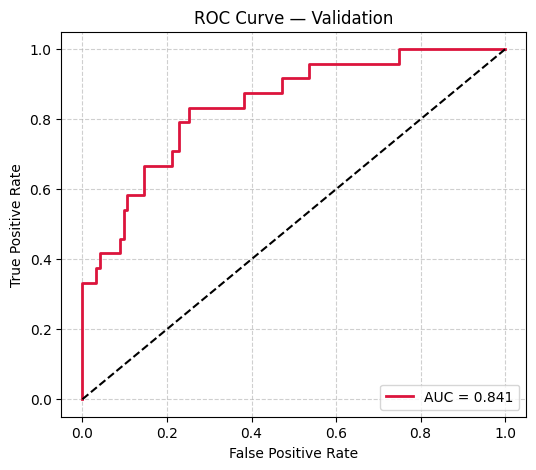 ROC Curve — Validation
True Positive Rate
1.0
0.8
0.6
0.4
0.2
0.0
AUC = 0.841
0.0 0.2 0.4 0.6 0.8 1.0
False Positive Rate